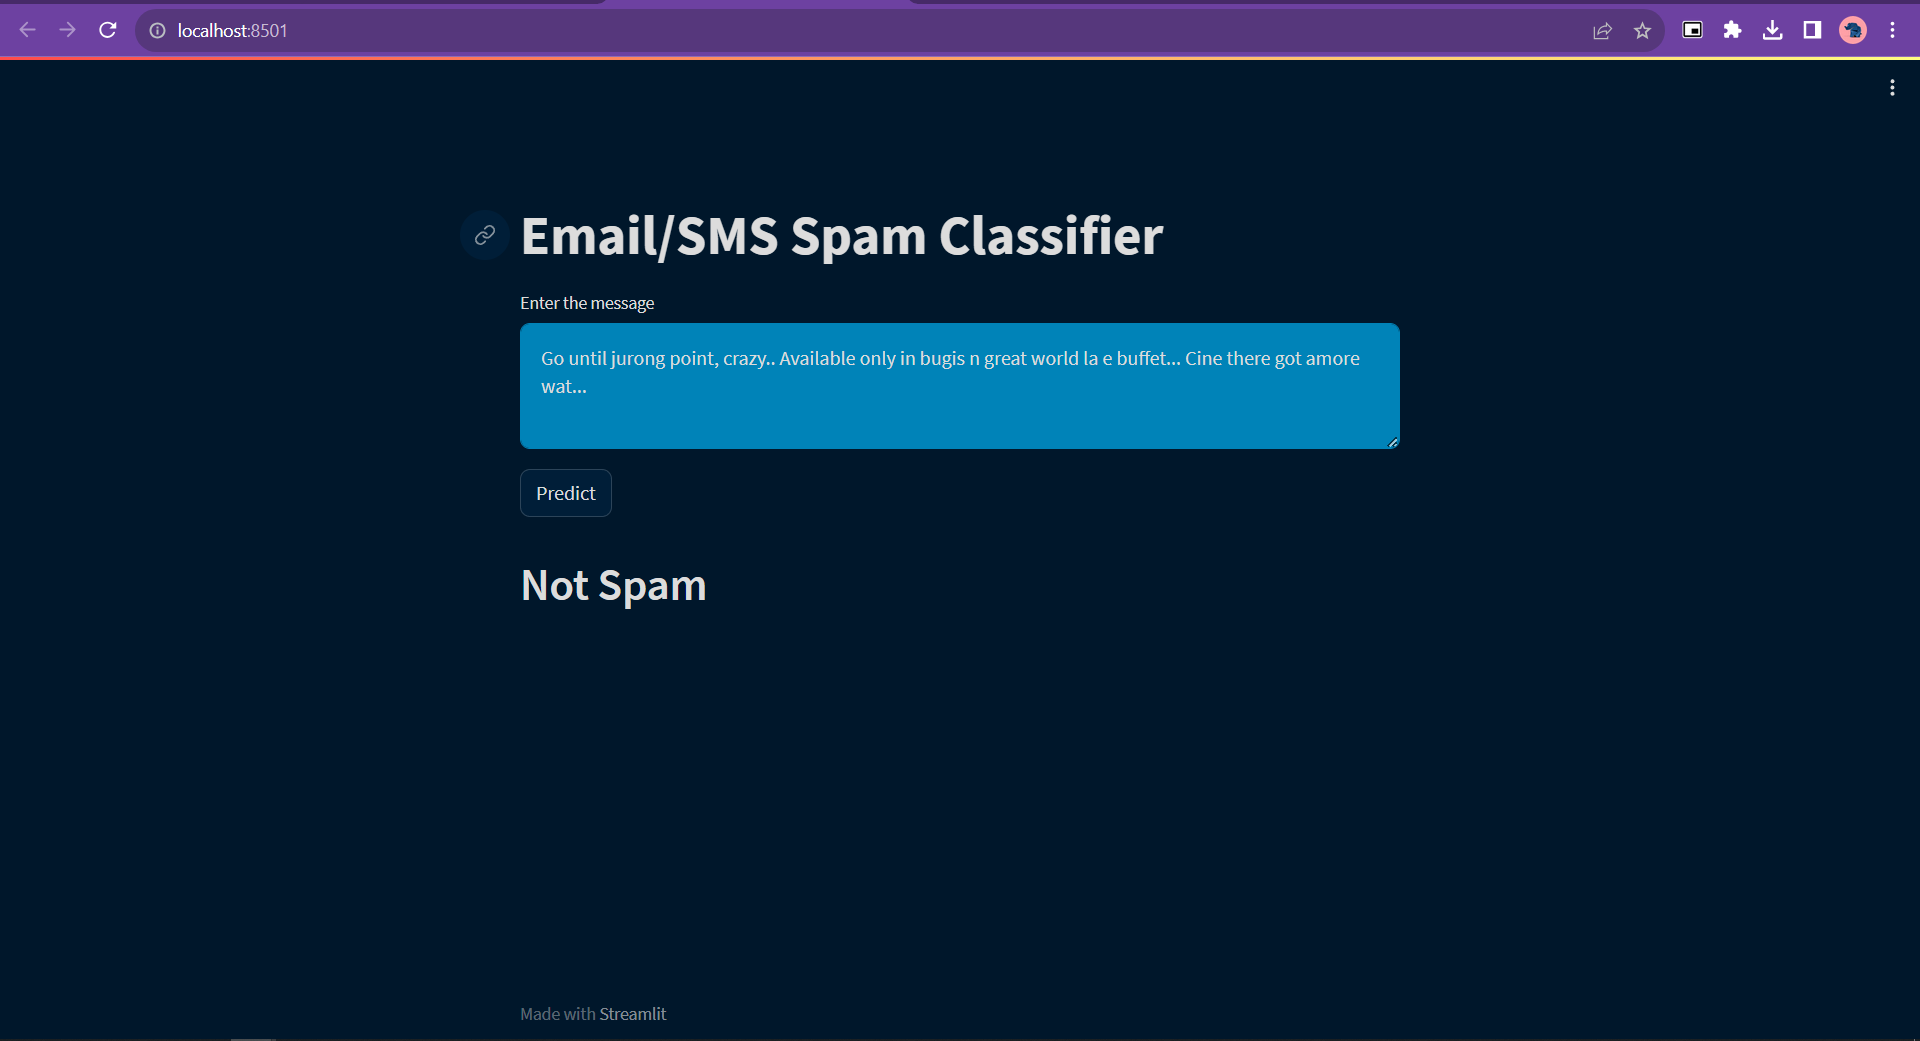 localhost:8501
Email/SMS Spam Classifier
Enter the message
Go until jurong point, crazy.. Available only in bugis n great world la e buffet... Cine there got amore
wat...
Predict
Not Spam
Made with Streamlit